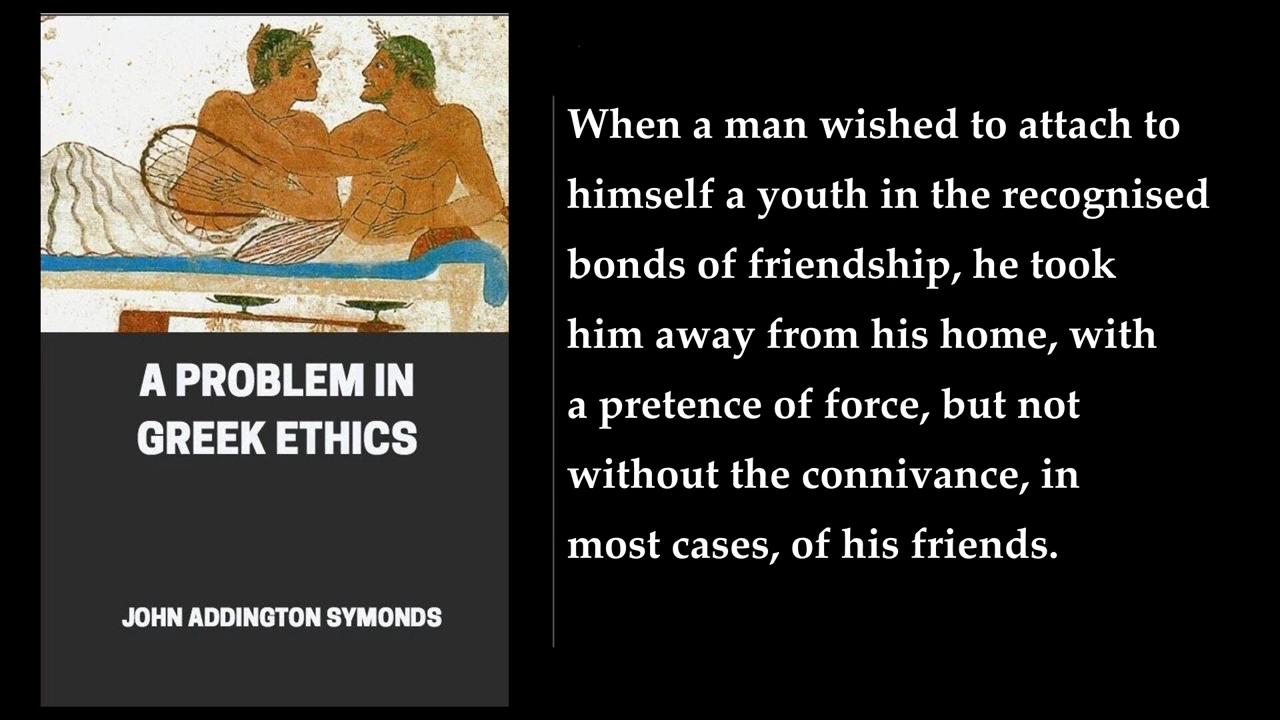 A PROBLEM IN
GREEK ETHICS
JOHN ADDINGTON SYMONDS
When a man wished to attach to
himself a youth in the recognised
bonds of friendship, he took
him away from his home, with
a pretence of force, but not
without the connivance, in
most cases, of his friends.